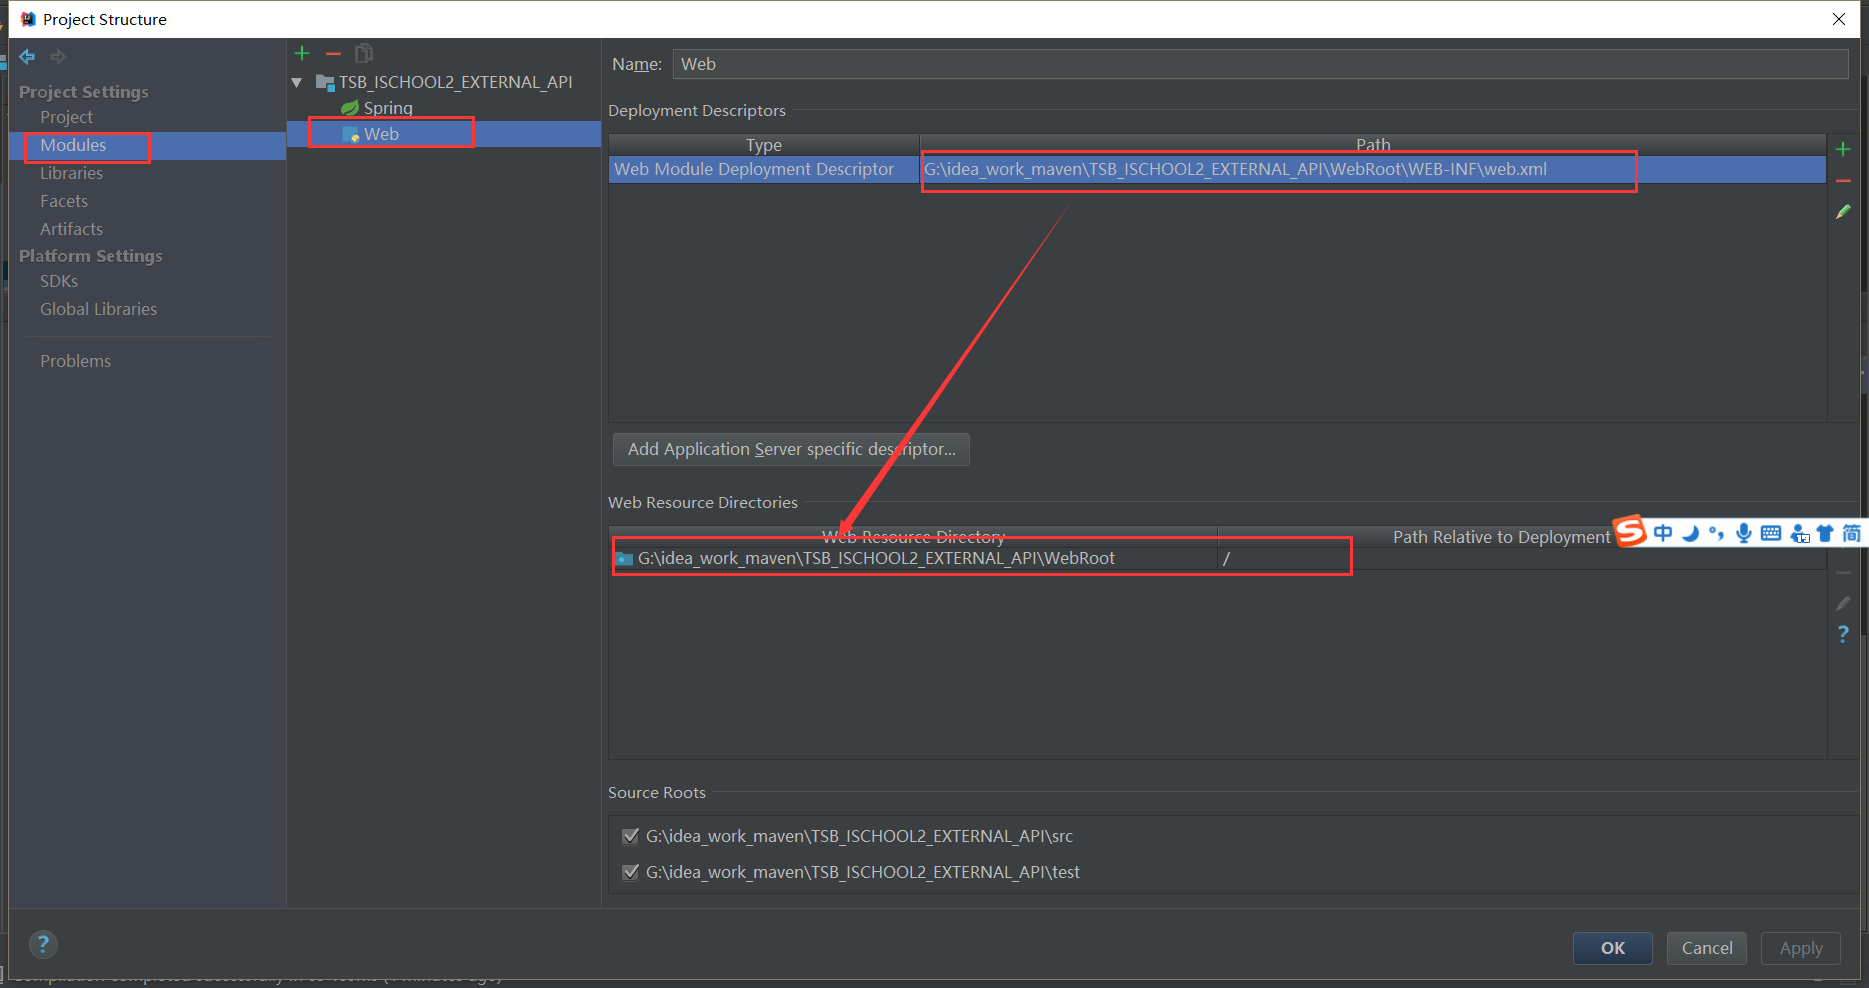 Project Structure
Project Settings
Project
Modules
Libraries
Facets
Artifacts
Platform Settings
SDKs
Global Libraries
Problems
TSB_ISCHOOL2_EXTERNAL_API
Spring
Web
Name: Web
Deployment Descriptors
Type Path
Web Module Deployment Descriptor G:\idea_work_maven\TSB_ISCHOOL2_EXTERNAL_API\WebRoot\WEB-INF\web.xml
Add Application Server specific descriptor...
Web Resource Directories
Web Resource Directory Path Relative to Deployment
G:\idea_work_maven\TSB_ISCHOOL2_EXTERNAL_API\WebRoot /
S 中 简
Source Roots
G:\idea_work_maven\TSB_ISCHOOL2_EXTERNAL_API\src
G:\idea_work_maven\TSB_ISCHOOL2_EXTERNAL_API\test
? OK Cancel Apply